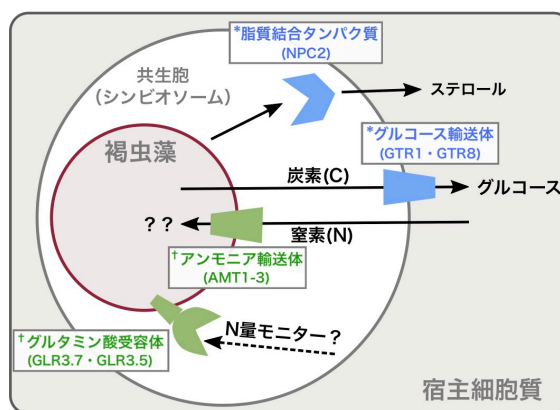 *脂質結合タンパク質
(NPC2)
共生胞
(シンビオソーム)
ステロール
褐虫藻
*グルコース輸送体
(GTR1・GTR8)
炭素(C)
グルコース
??
窒素(N)
†アンモニア輸送体
(AMT1-3)
†グルタミン酸受容体
(GLR3.7・GLR3.5)
N量モニター?
宿主細胞質